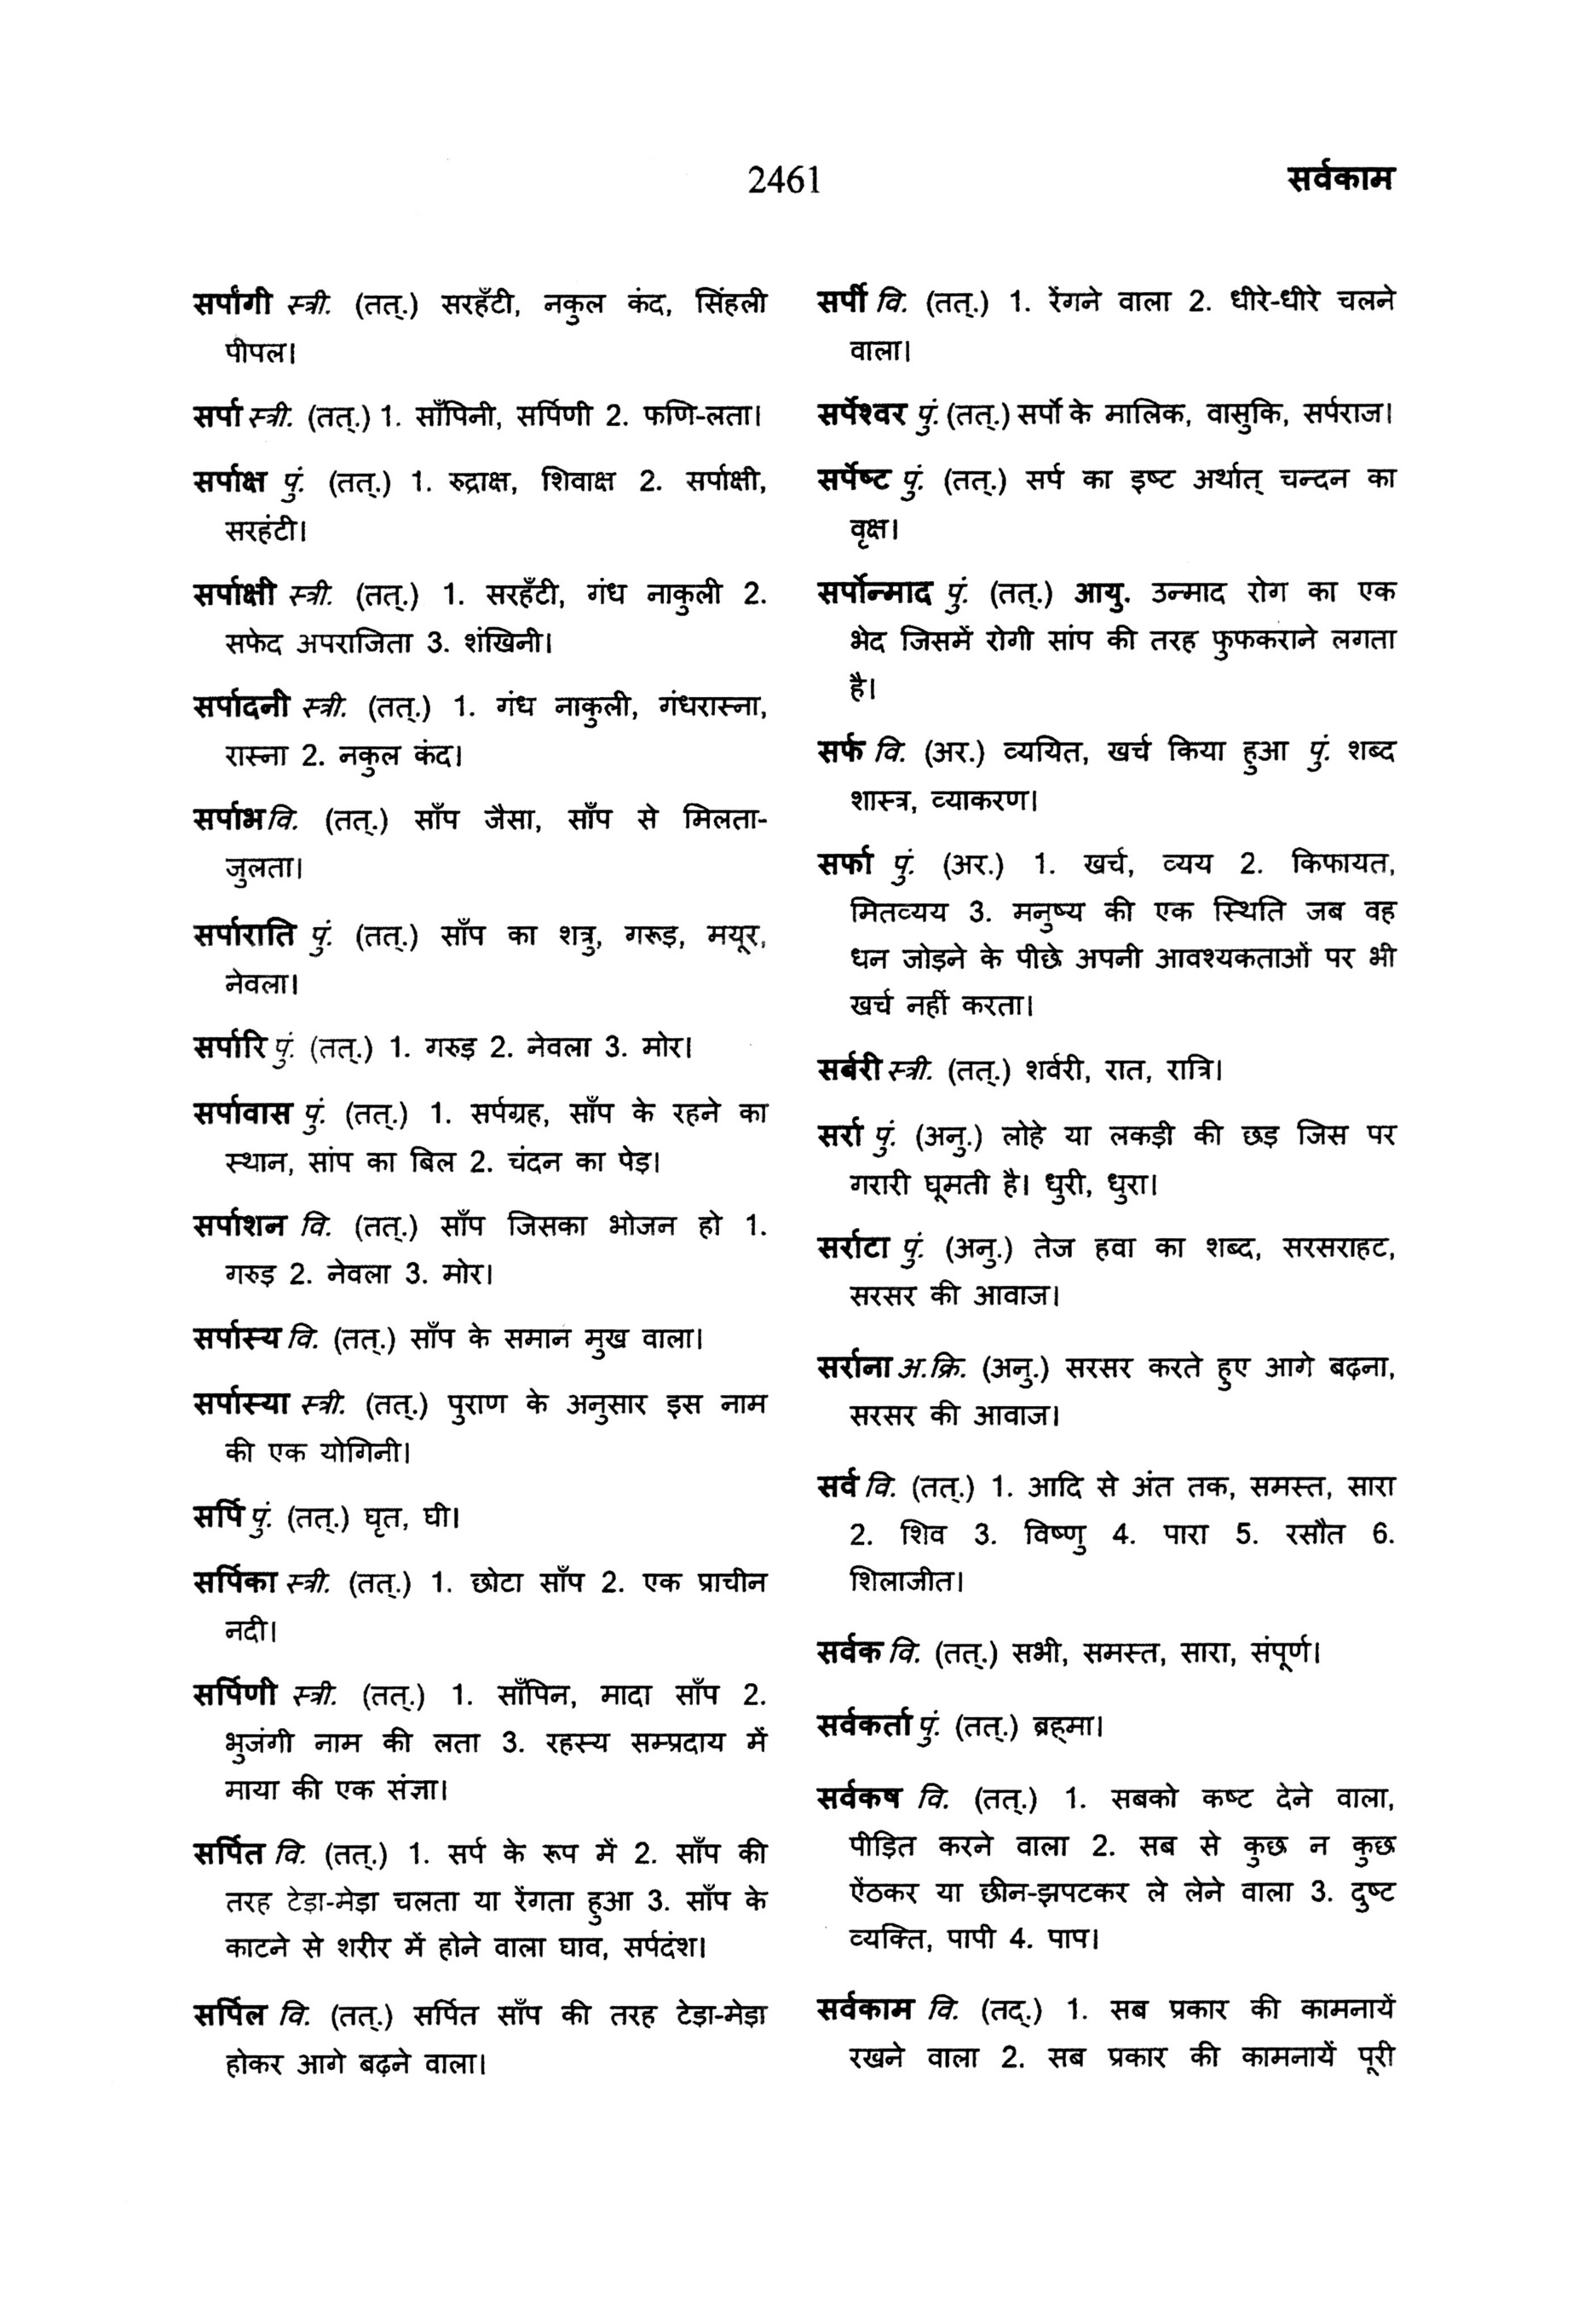 2461
सर्वकाम
सर्पांगी स्त्री. (तत्.) सरहँटी, नकुल कंद, सिंहली
पीपल।
सर्पा स्त्री. (तत्.) 1. साँपिनी, सर्पिणी 2. फणि-लता।
सर्पाक्ष पुं. (तत्.) 1. रुद्राक्ष, शिवाक्ष 2. सर्पाक्षी,
सरहंटी।
सर्पाक्षी स्त्री. (तत्.) 1. सरहँटी, गंध नाकुली 2.
सफेद अपराजिता 3. शंखिनी।
सर्पादनी स्त्री. (तत्.) 1. गंध नाकुली, गंधरास्ना,
रास्ना 2. नकुल कंद।
सर्पाभ वि. (तत्.) साँप जैसा, साँप से मिलता-
जुलता।
सर्पाराति पुं. (तत्.) साँप का शत्रु, गरूड़, मयूर,
नेवला।
सर्पारि पुं. (तत्.) 1. गरुड़ 2. नेवला 3. मोर।
सर्पावास पुं. (तत्.) 1. सर्पग्रह, साँप के रहने का
स्थान, सांप का बिल 2. चंदन का पेड़।
सर्पाशन वि. (तत्.) साँप जिसका भोजन हो 1.
गरुड़ 2. नेवला 3. मोर।
सर्पास्य वि. (तत्.) साँप के समान मुख वाला।
सर्पास्या स्त्री. (तत्.) पुराण के अनुसार इस नाम
की एक योगिनी।
सर्पि पुं. (तत्.) घृत, घी।
सर्पिका स्त्री. (तत्.) 1. छोटा साँप 2. एक प्राचीन
नदी।
सर्पिणी स्त्री. (तत्.) 1. साँपिन, मादा साँप 2.
भुजंगी नाम की लता 3. रहस्य सम्प्रदाय में
माया की एक संज्ञा।
सर्पित वि. (तत्.) 1. सर्प के रूप में 2. साँप की
तरह टेड़ा-मेड़ा चलता या रेंगता हुआ 3. साँप के
काटने से शरीर में होने वाला घाव, सर्पदंश।
सर्पिल वि. (तत्.) सर्पित साँप की तरह टेड़ा-मेड़ा
होकर आगे बढ़ने वाला।
सर्पी वि. (तत्.) 1. रेंगने वाला 2. धीरे-धीरे चलने
वाला।
सर्पेश्वर पुं. (तत्.) सर्पों के मालिक, वासुकि, सर्पराज।
सर्पेष्ट पुं. (तत्.) सर्प का इष्ट अर्थात् चन्दन का
वृक्ष।
सर्पोन्माद पुं. (तत्.) आयु. उन्माद रोग का एक
भेद जिसमें रोगी सांप की तरह फुफकराने लगता
है।
सर्फ वि. (अर.) व्ययित, खर्च किया हुआ पुं. शब्द
शास्त्र, व्याकरण।
सर्फा पुं. (अर.) 1. खर्च, व्यय 2. किफायत,
मितव्यय 3. मनुष्य की एक स्थिति जब वह
धन जोड़ने के पीछे अपनी आवश्यकताओं पर भी
खर्च नहीं करता।
सर्बरी स्त्री. (तत्.) शर्वरी, रात, रात्रि।
सर्रा पुं. (अनु.) लोहे या लकड़ी की छड़ जिस पर
गरारी घूमती है। धुरी, धुरा।
सर्राटा पुं. (अनु.) तेज हवा का शब्द, सरसराहट,
सरसर की आवाज।
सर्राना अ.क्रि. (अनु.) सरसर करते हुए आगे बढ़ना,
सरसर की आवाज।
सर्व वि. (तत्.) 1. आदि से अंत तक, समस्त, सारा
2. शिव 3. विष्णु 4. पारा 5. रसौत 6.
शिलाजीत।
सर्वक वि. (तत्.) सभी, समस्त, सारा, संपूर्ण।
सर्वकर्ता पुं. (तत्.) ब्रह्‌मा।
सर्वकष वि. (तत्.) 1. सबको कष्ट देने वाला,
पीड़ित करने वाला 2. सब से कुछ न कुछ
ऐंठकर या छीन-झपटकर ले लेने वाला 3. दुष्ट
व्यक्ति, पापी 4. पाप।
सर्वकाम वि. (तद्.) 1. सब प्रकार की कामनायें
रखने वाला 2. सब प्रकार की कामनायें पूरी